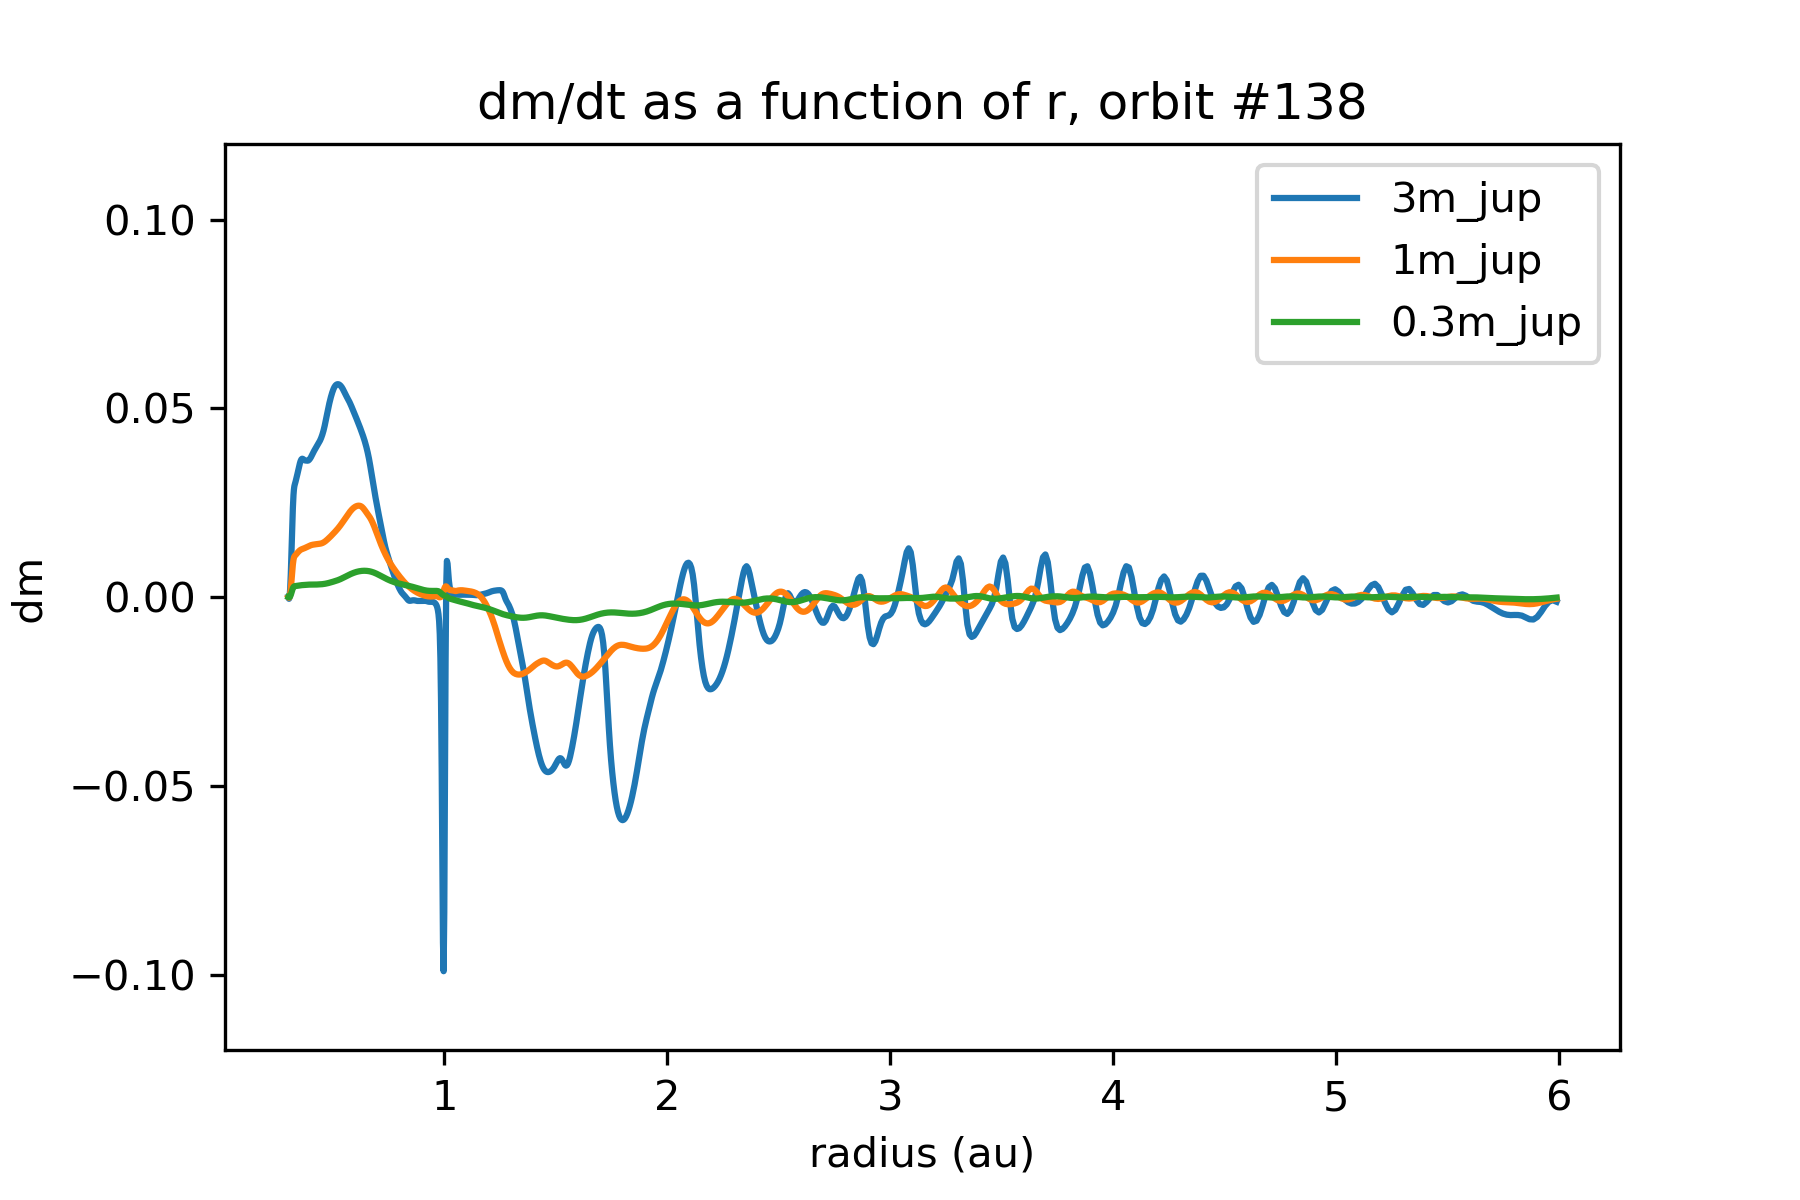 dm/dt as a function of r, orbit #138
3m_jup
1m_jup
0.3m_jup
0.10
0.05
0.00
−0.05
−0.10
dm
1 2 3 4 5 6
radius (au)